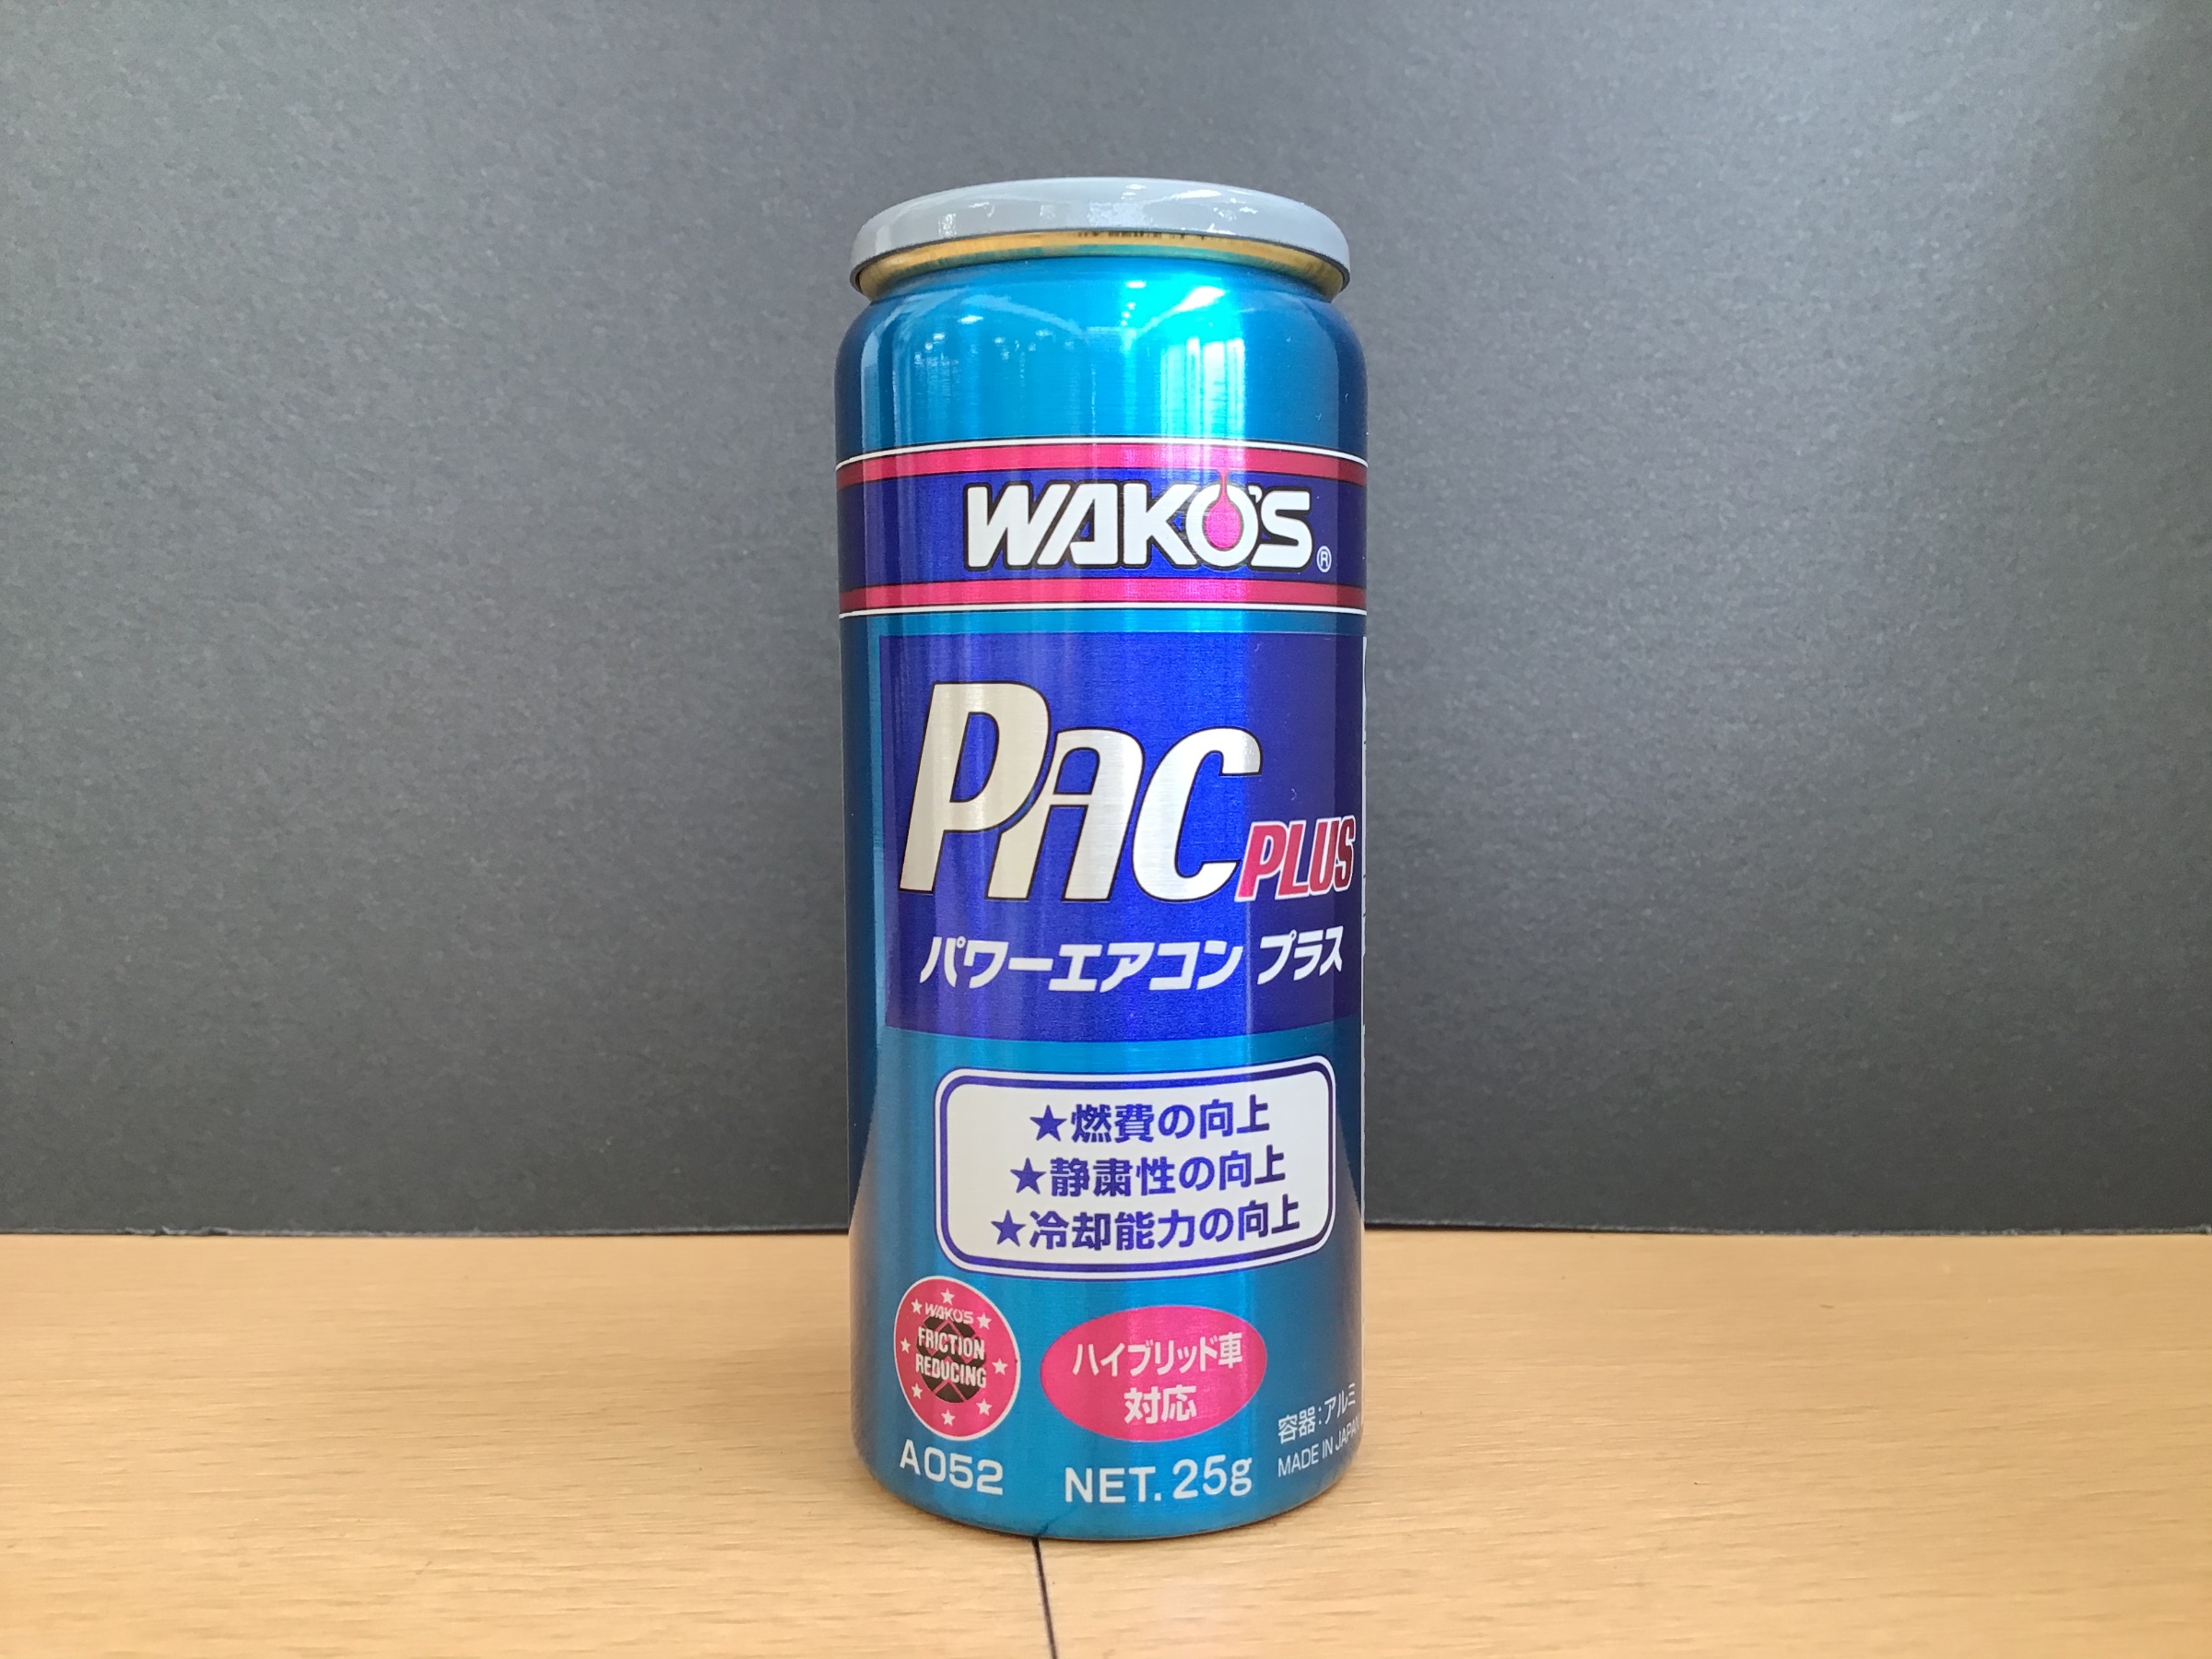 WAKO'S®
PAC PLUS
パワーエアコン プラス
★燃費の向上
★静粛性の向上
★冷却能力の向上
WAKO'S
FRICTION
REDUCING
ハイブリッド車
対応
容器:アルミ
MADE IN JAPAN
A052
NET. 25g